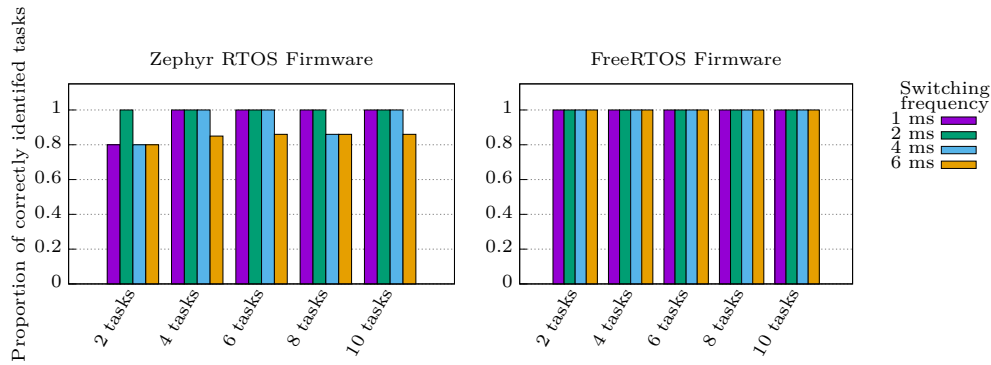 Proportion of correctly identifed tasks
Zephyr RTOS Firmware
1
0.8
0.6
0.4
0.2
0
2 tasks
4 tasks
6 tasks
8 tasks
10 tasks
FreeRTOS Firmware
1
0.8
0.6
0.4
0.2
0
2 tasks
4 tasks
6 tasks
8 tasks
10 tasks
Switching
frequency
1 ms
2 ms
4 ms
6 ms